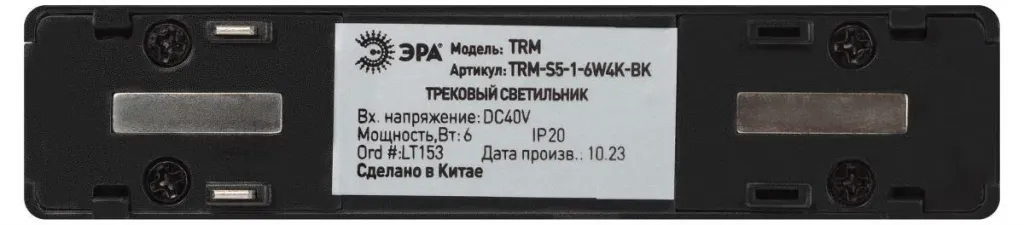 ЭРА Модель: TRM
Артикул: TRM-S5-1-6W4K-BK
ТРЕКОВЫЙ СВЕТИЛЬНИК
Вх. напряжение: DC40V
Мощность,Вт: 6 IP20
Ord #:LT153 Дата произв.: 10.23
Сделано в Китае